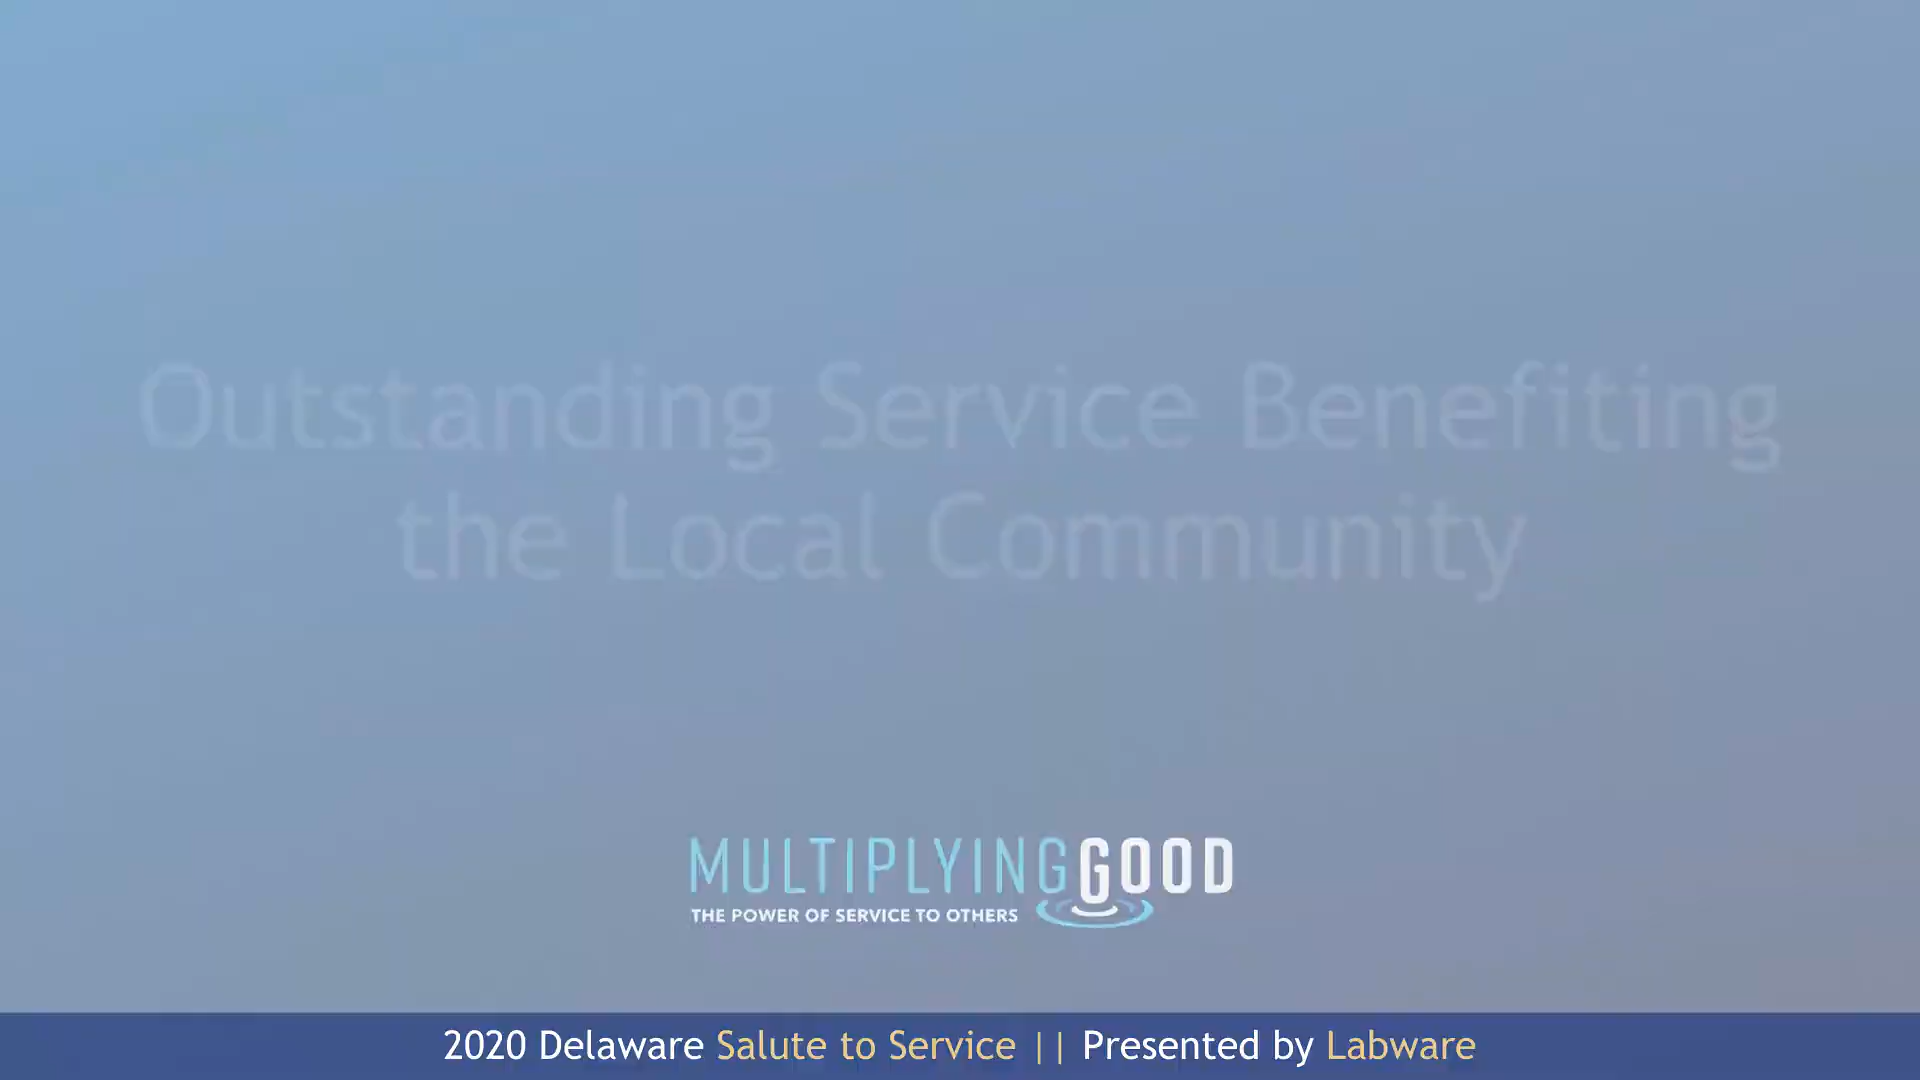 Outstanding Service Benefiting
the Local Community
MULTIPLYINGGOOD
THE POWER OF SERVICE TO OTHERS
2020 Delaware Salute to Service || Presented by Labware